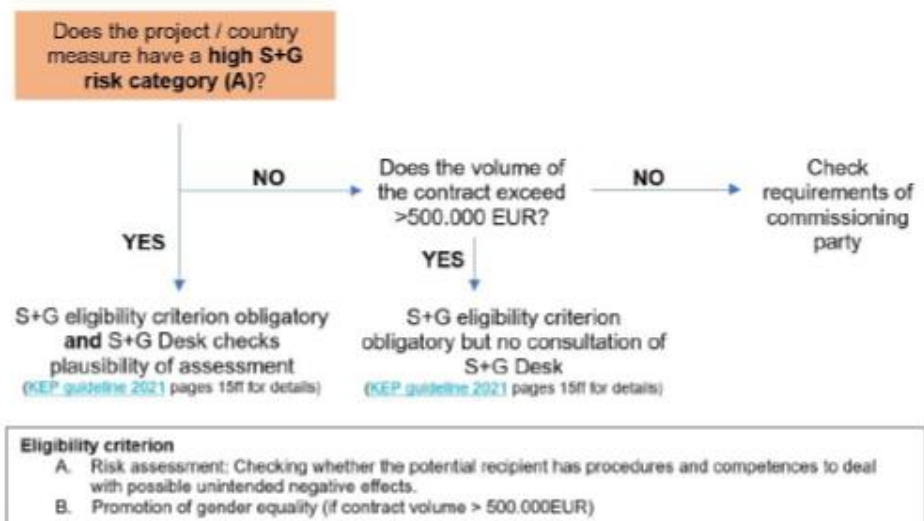 Does the project / country
measure have a high S+G
risk category (A)?
NO
Does the volume of
the contract exceed
>500.000 EUR?
NO
Check
requirements of
commissioning
party
YES
YES
S+G eligibility criterion obligatory
and S+G Desk checks
plausibility of assessment
(KEP guideline 2021 pages 15ff for details)
S+G eligibility criterion
obligatory but no consultation of
S+G Desk
(KEP guideline 2021 pages 15ff for details)
Eligibility criterion
A. Risk assessment: Checking whether the potential recipient has procedures and competences to deal
with possible unintended negative effects.
B. Promotion of gender equality (if contract volume > 500.000EUR)